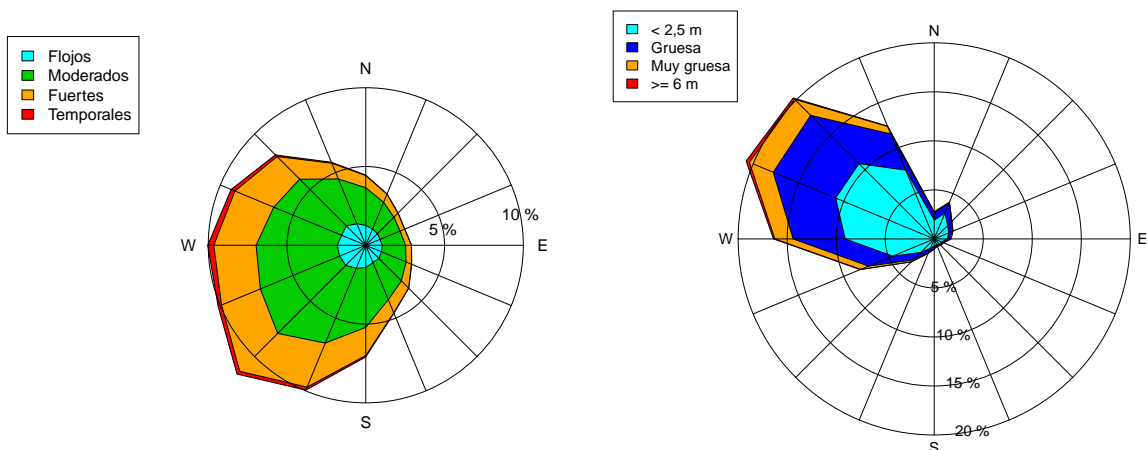 Flojos
Moderados
Fuertes
Temporales
N
W
E
S
5 %
10 %
< 2,5 m
Gruesa
Muy gruesa
>= 6 m
N
W
E
S
5 %
10 %
15 %
20 %